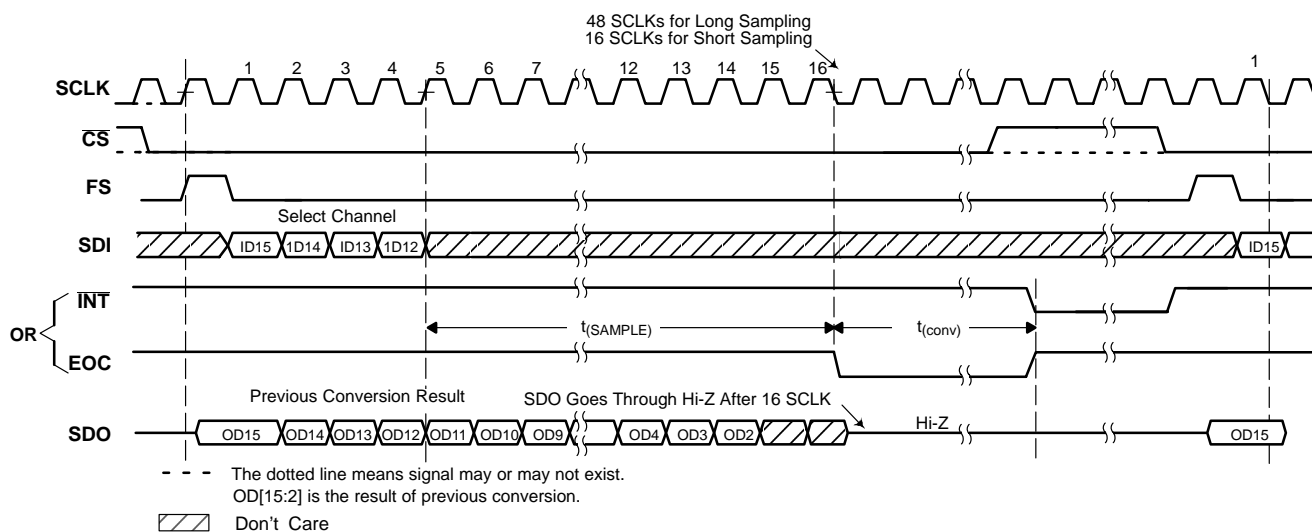 48 SCLKs for Long Sampling
16 SCLKs for Short Sampling
SCLK 1 2 3 4 5 6 7 12 13 14 15 16 1
CS
FS
Select Channel
SDI ID15 1D14 ID13 1D12 ID15
INT
OR
t(SAMPLE) t(conv)
EOC
Previous Conversion Result SDO Goes Through Hi-Z After 16 SCLK
SDO OD15 OD14 OD13 OD12 OD11 OD10 OD9 OD4 OD3 OD2 Hi-Z OD15
The dotted line means signal may or may not exist.
OD[15:2] is the result of previous conversion.
Don't Care